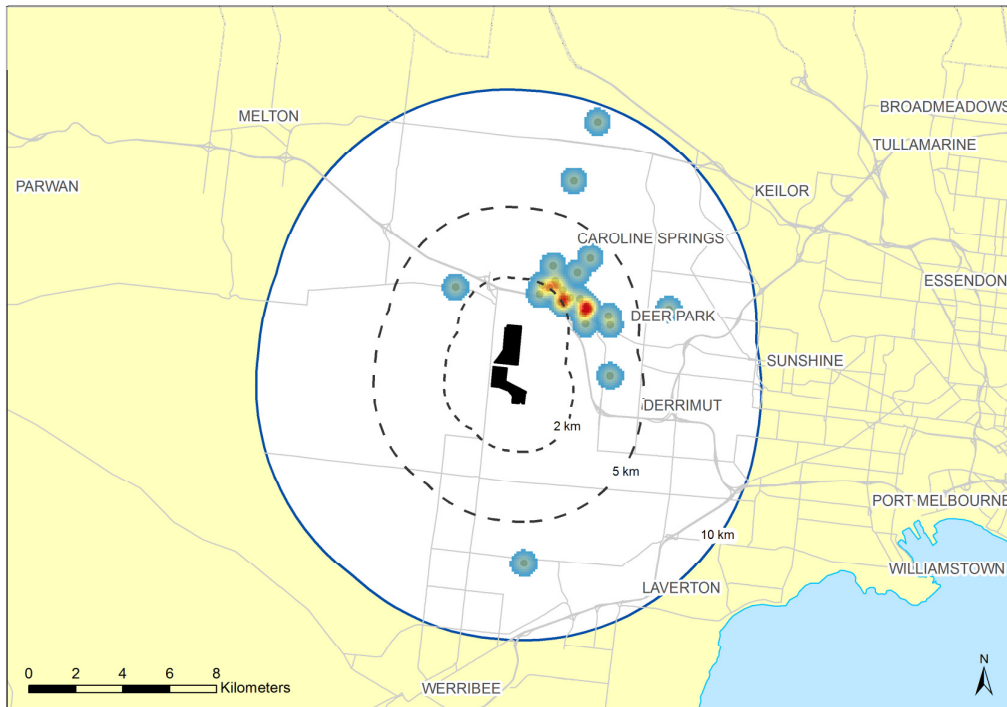 BROADMEADOWS
MELTON
TULLAMARINE
PARWAN
KEILOR
CAROLINE SPRINGS
ESSENDON
DEER PARK
SUNSHINE
DERRIMUT
2 km
5 km
PORT MELBOURNE
10 km
WILLIAMSTOWN
LAVERTON
N
0 2 4 6 8
Kilometers
WERRIBEE